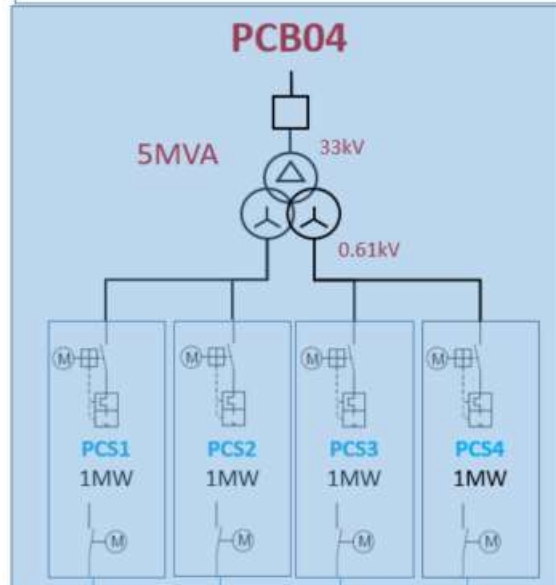 PCB04
33kV
5MVA
0.61kV
M M M M
PCS1 PCS2 PCS3 PCS4
1MW 1MW 1MW 1MW
M M M M